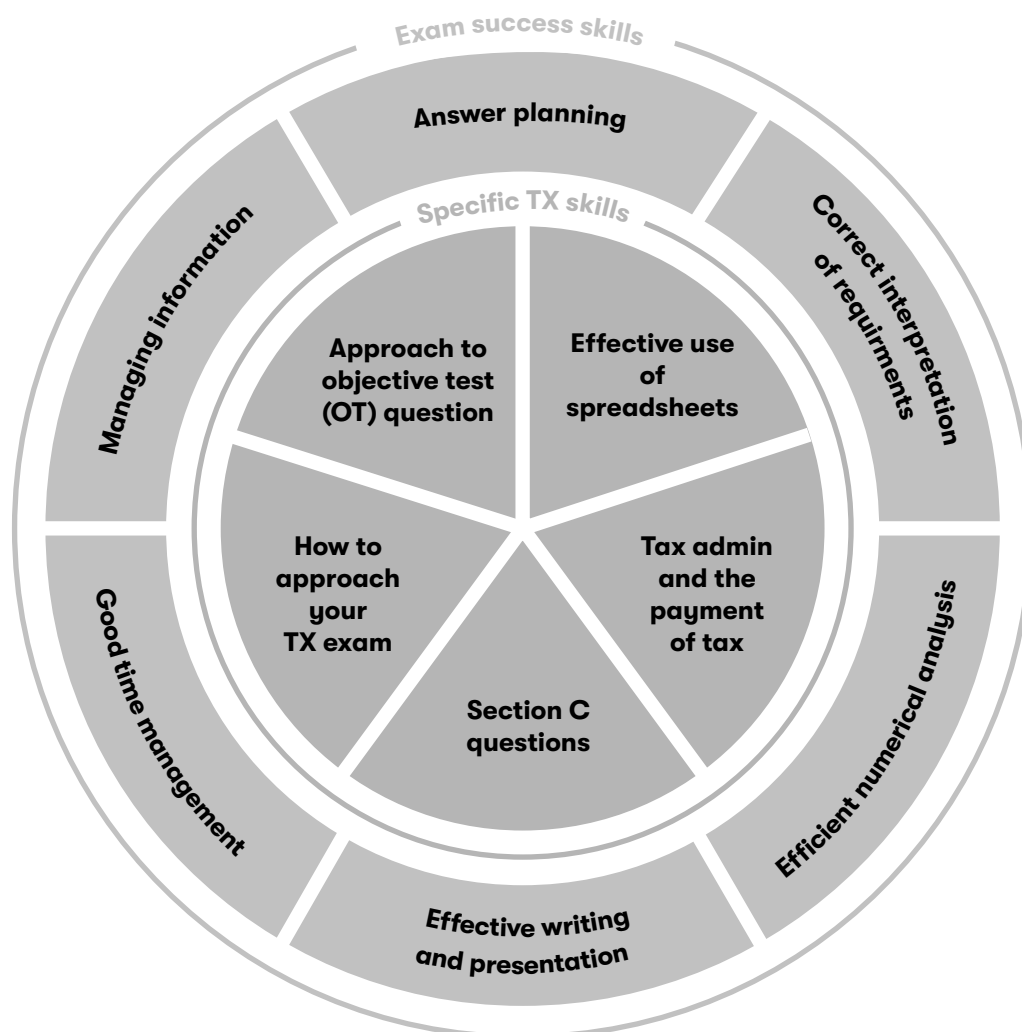 Exam success skills
Answer planning
Correct interpretation
of requirments
Efficient numerical analysis
Effective writing
and presentation
Good time management
Managing information
Specific TX skills
Approach to
objective test
(OT) question
Effective use
of
spreadsheets
Tax admin
and the
payment
of tax
Section C
questions
How to
approach
your
TX exam